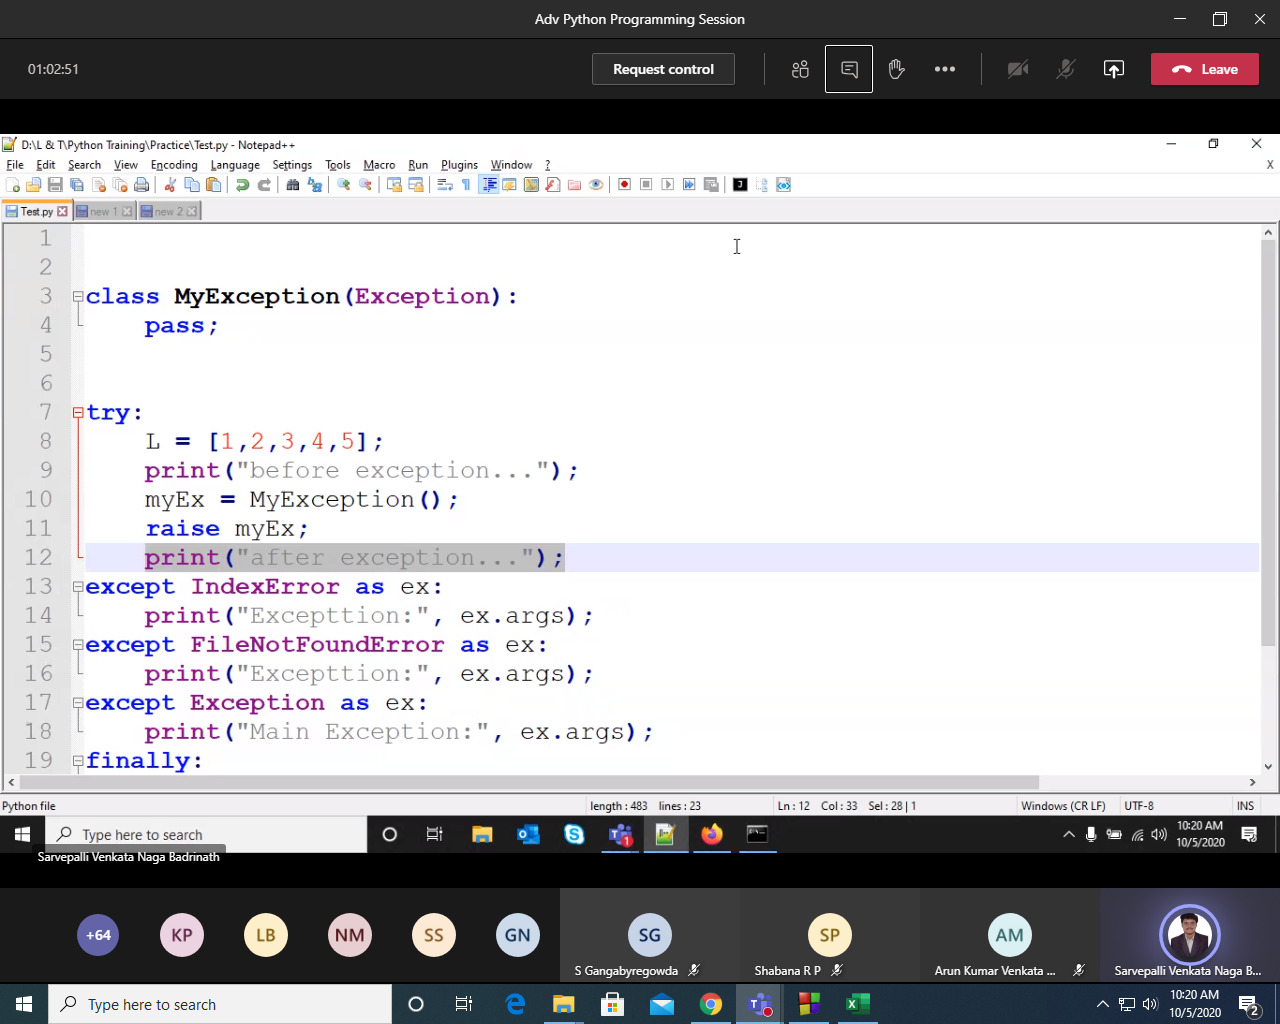 Adv Python Programming Session
01:02:51
Request control
Leave
D:\L & T\Python Training\Practice\Test.py - Notepad++
File Edit Search View Encoding Language Settings Tools Macro Run Plugins Window ?
X
Test.py new 1 new 2
1
2
3 class MyException(Exception):
4 pass;
5
6
7 try:
8 L = [1,2,3,4,5];
9 print("before exception...");
10 myEx = MyException();
11 raise myEx;
12 print("after exception...");
13 except IndexError as ex:
14 print("Excepttion:", ex.args);
15 except FileNotFoundError as ex:
16 print("Excepttion:", ex.args);
17 except Exception as ex:
18 print("Main Exception:", ex.args);
19 finally:
Python file length : 483 lines : 23 Ln : 12 Col : 33 Sel : 28 | 1 Windows (CR LF) UTF-8 INS
Type here to search
1
10:20 AM
10/5/2020
Sarvepalli Venkata Naga Badrinath
+64 KP LB NM SS GN SG SP AM
S Gangabyregowda Shabana R P Arun Kumar Venkata ... Sarvepalli Venkata Naga B...
Type here to search
10:20 AM
10/5/2020
2